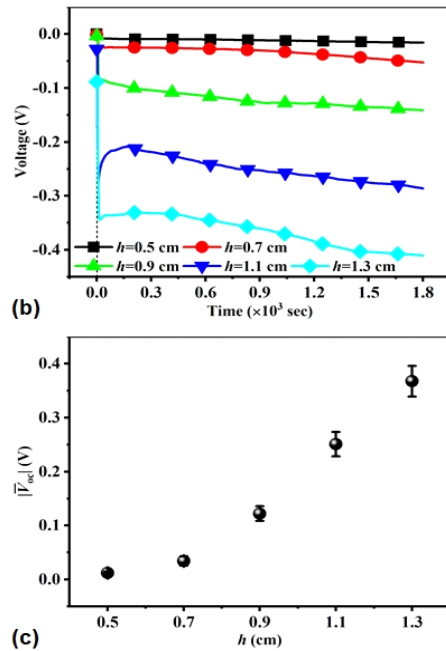 0.0
-0.1
-0.2
-0.3
-0.4
Voltage (V)
h=0.5 cm h=0.7 cm
h=0.9 cm h=1.1 cm h=1.3 cm
0.0 0.3 0.6 0.9 1.2 1.5 1.8
Time (×10³ sec)
(b)
0.4
0.3
0.2
0.1
0.0
|V̅oc| (V)
0.5 0.7 0.9 1.1 1.3
h (cm)
(c)